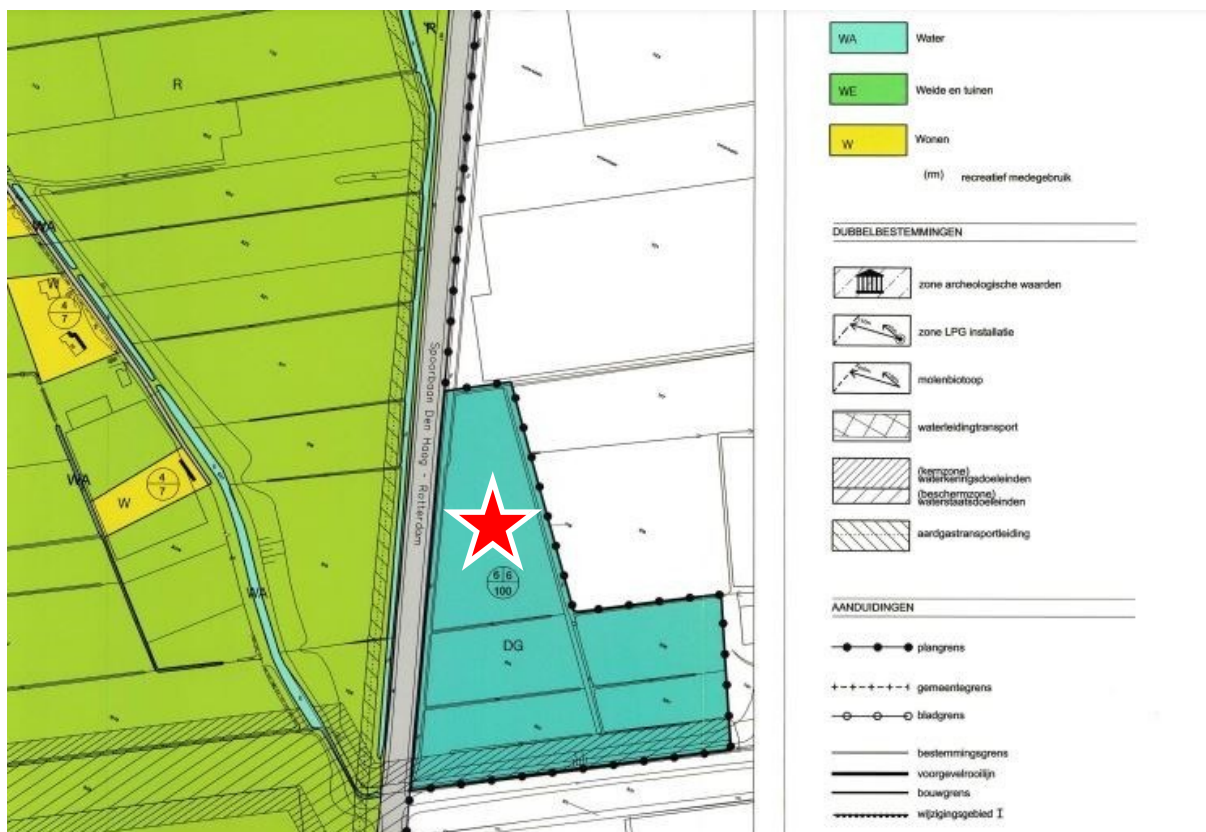 R
R
WA
W
4
7
4
7
W
WA
WA
Spoorbaan Den Haag - Rotterdam
6 6
100
DG
WA Water
WE Weide en tuinen
W Wonen
(rm) recreatief medegebruik
DUBBELBESTEMMINGEN
zone archeologische waarden
zone LPG installatie
molenbiotoop
waterleidingtransport
(kernzone)
waterkeringsdoeleinden
(beschermzone)
waterstaatsdoeleinden
aardgastransportleiding
AANDUIDINGEN
plangrens
gemeentegrens
bladgrens
bestemmingsgrens
voorgevelrooilijn
bouwgrens
wijzigingsgebied I